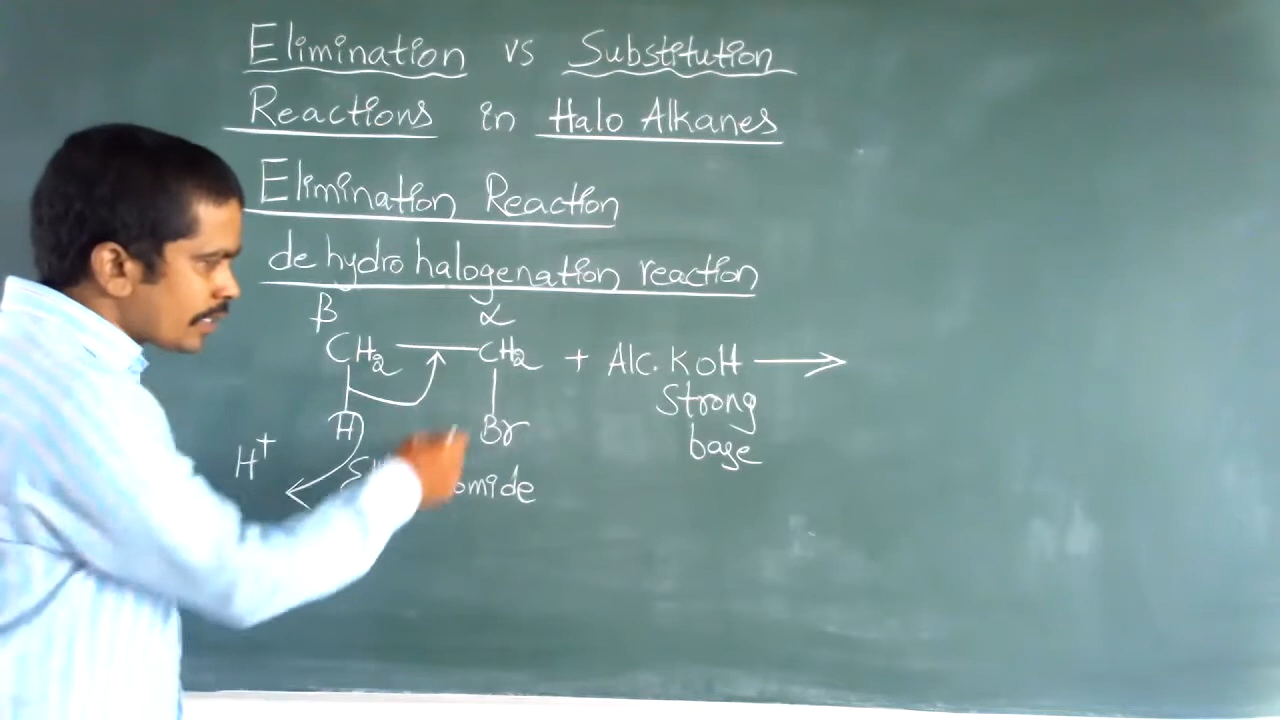 Elimination vs Substitution
Reactions in Halo Alkanes
Elimination Reaction
de hydro halogenation reaction
β α
CH2 — CH2 + Alc. KOH →
H Br Strong
base
H+
omide